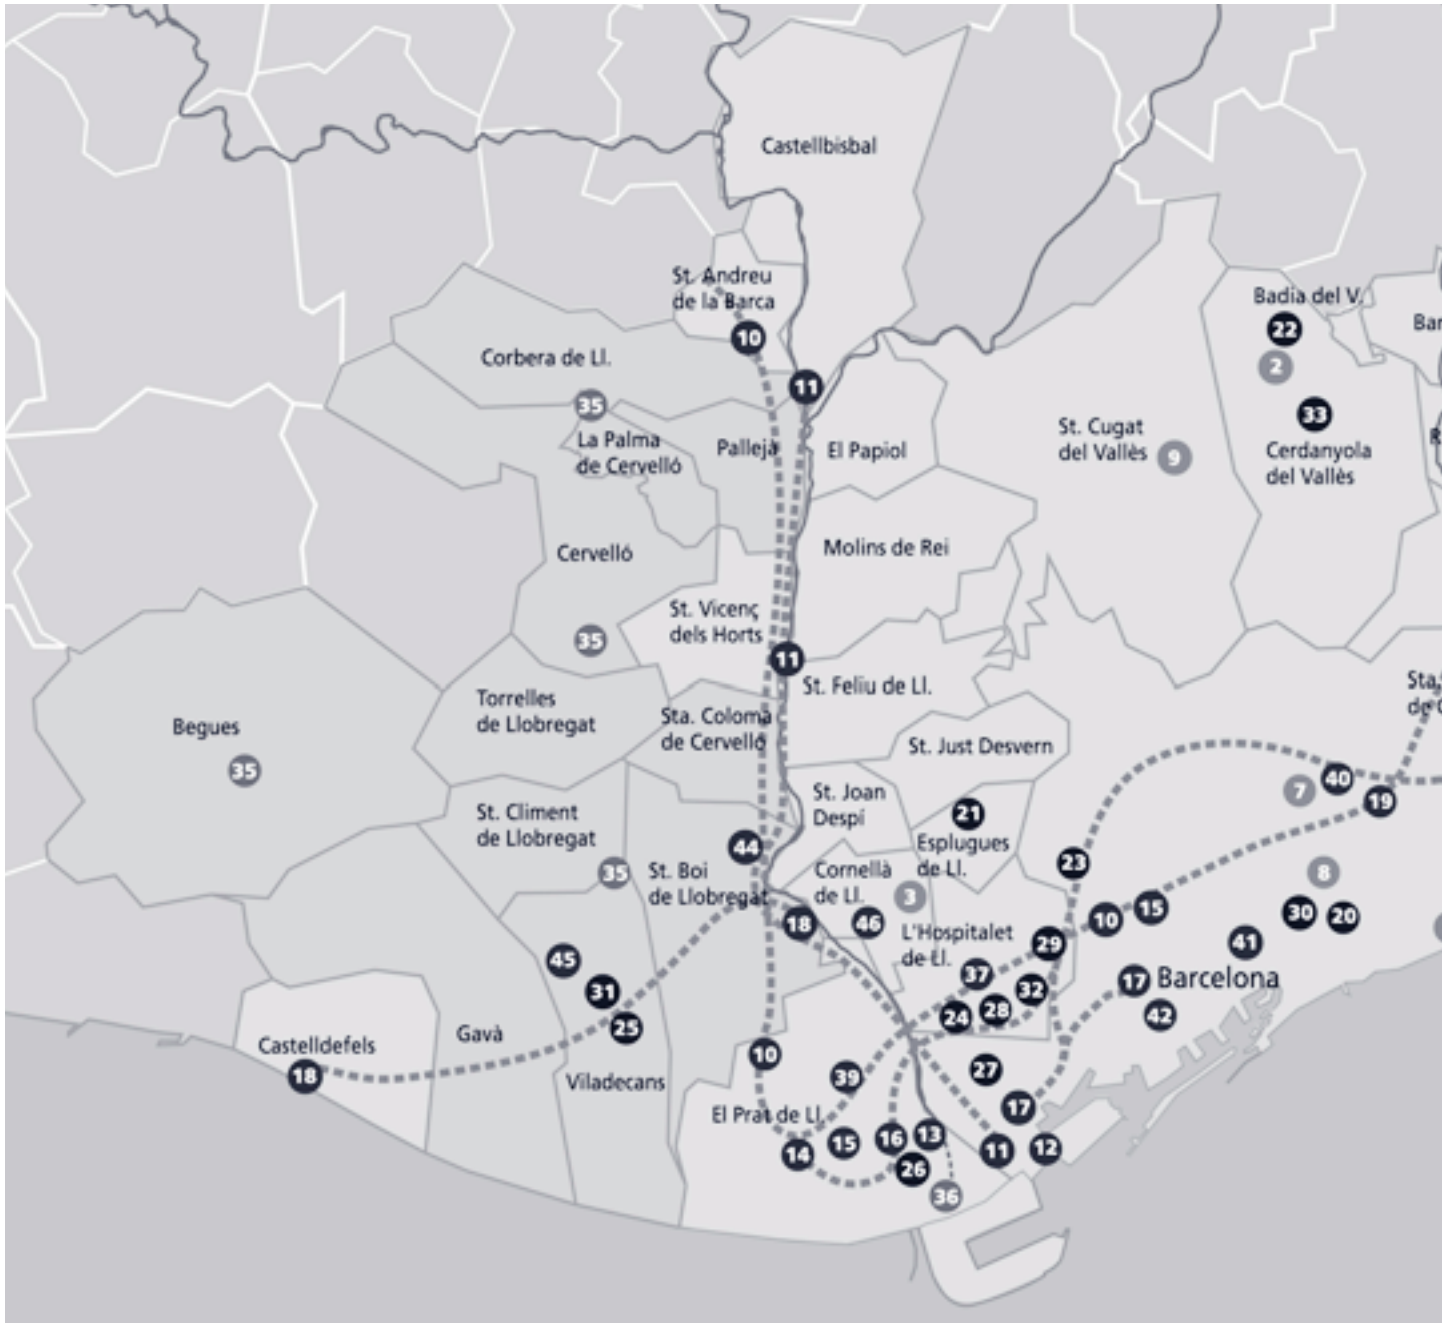 Castellbisbal
St. Andreu
de la Barca
10
Badia del V.
22
2
Corbera de Ll.
11
35
33
La Palma
de Cervelló
Pallejà
El Papiol
St. Cugat
del Vallès
9
Cerdanyola
del Vallès
Cervelló
Molins de Rei
St. Vicenç
dels Horts
35
11
St. Feliu de Ll.
Torrelles
de Llobregat
Sta. Coloma
de Cervelló
Begues
35
St. Just Desvern
40
7
19
St. Climent
de Llobregat
St. Joan
Despí
21
Esplugues
de Ll.
44
23
35
St. Boi
de Llobregat
Cornellà
de Ll.
3
8
18
46
10
15
30
20
L'Hospitalet
de Ll.
29
41
45
37
31
32
17
Barcelona
25
24
28
42
Gavà
Castelldefels
18
10
39
27
Viladecans
17
El Prat de Ll.
14
15
16
13
26
11
12
36